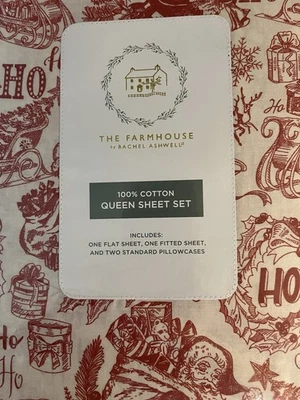 THE FARMHOUSE
by RACHEL ASHWELL®
100% COTTON
QUEEN SHEET SET
INCLUDES:
ONE FLAT SHEET, ONE FITTED SHEET,
AND TWO STANDARD PILLOWCASES
HO
Ho
HO
Ho
Ho